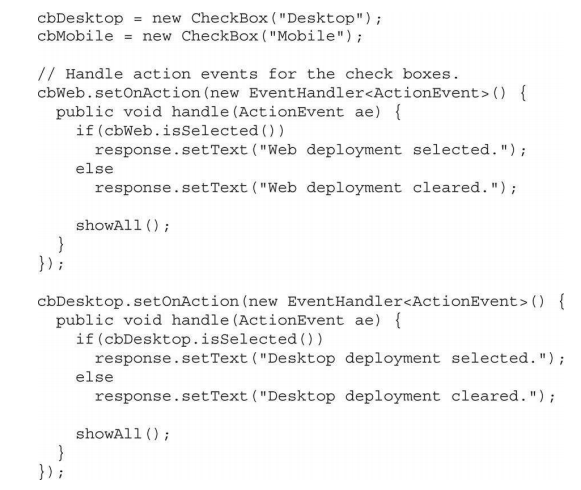 cbDesktop = new CheckBox("Desktop");
cbMobile = new CheckBox("Mobile");

// Handle action events for the check boxes.
cbWeb.setOnAction(new EventHandler<ActionEvent>() {
  public void handle(ActionEvent ae) {
    if(cbWeb.isSelected())
      response.setText("Web deployment selected.");
    else
      response.setText("Web deployment cleared.");

    showAll();
  }
});

cbDesktop.setOnAction(new EventHandler<ActionEvent>() {
  public void handle(ActionEvent ae) {
    if(cbDesktop.isSelected())
      response.setText("Desktop deployment selected.");
    else
      response.setText("Desktop deployment cleared.");

    showAll();
  }
});